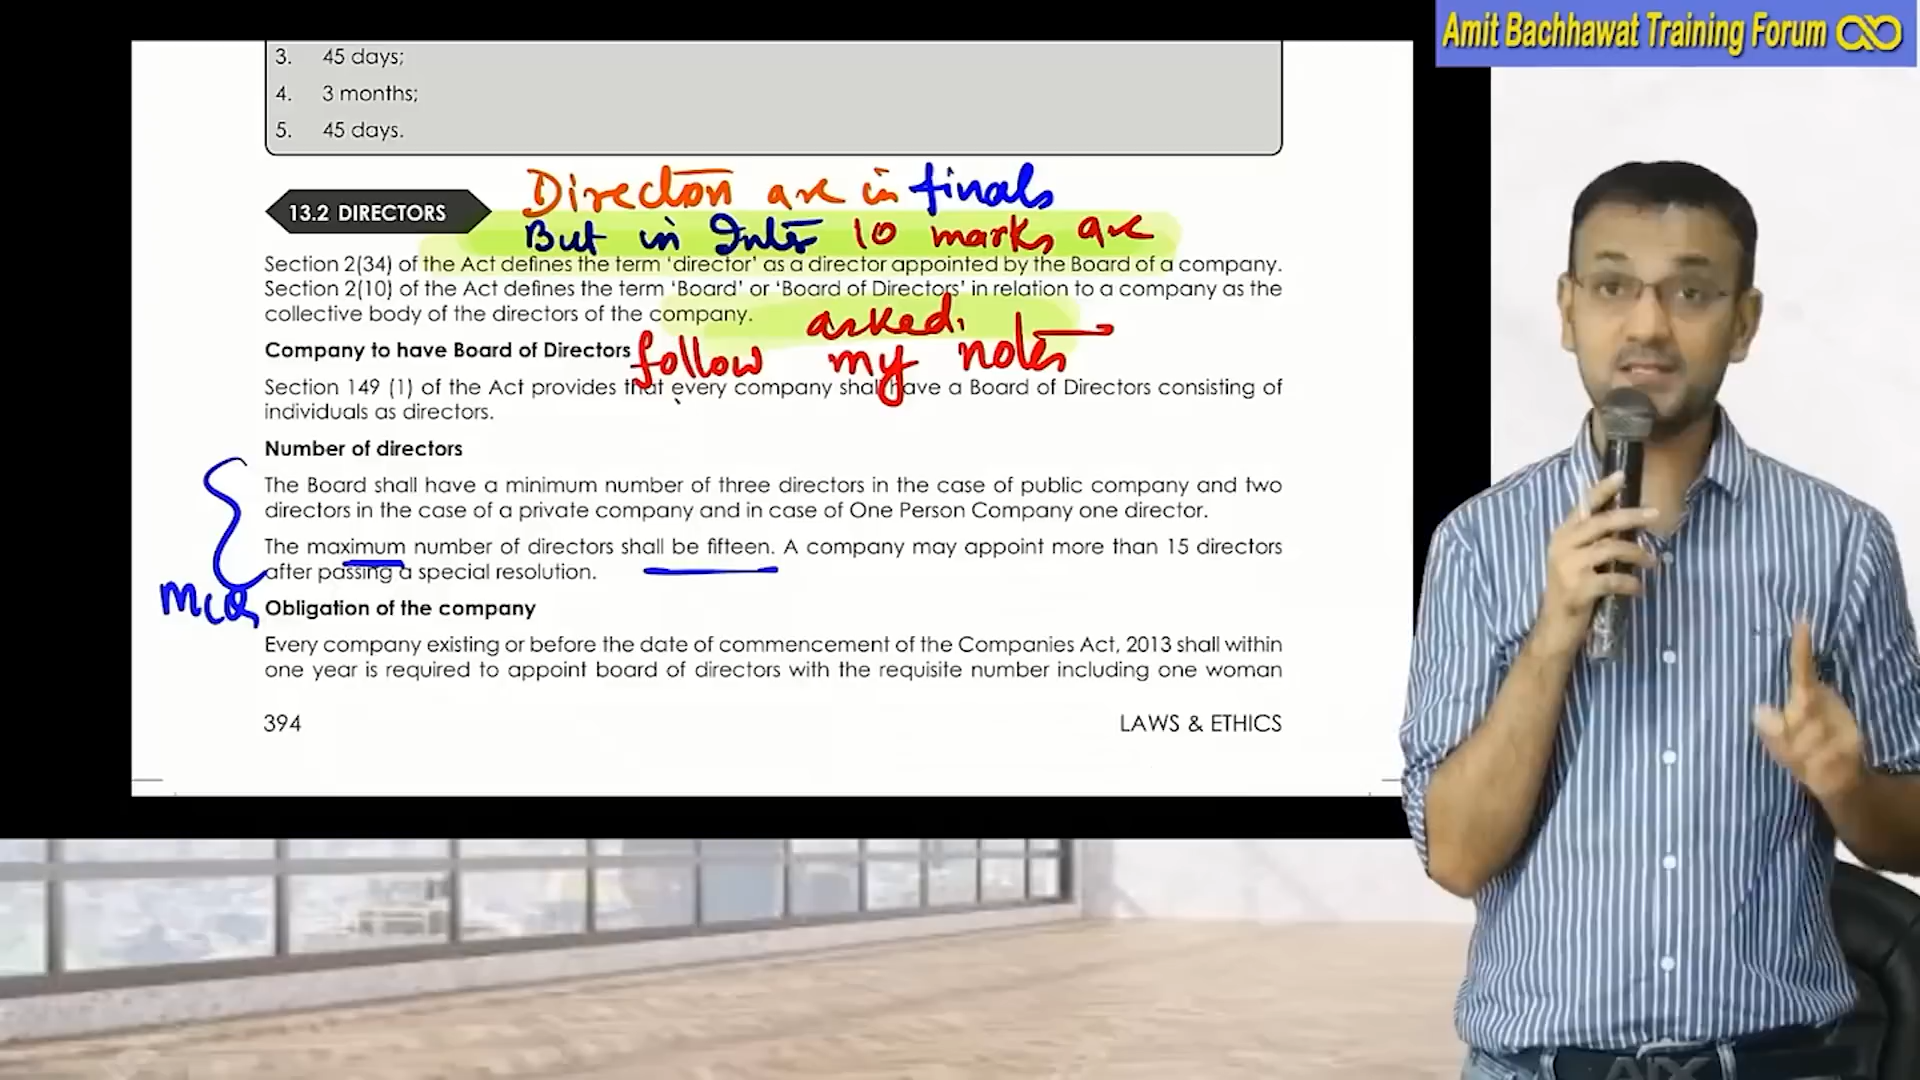 Amit Bachhawat Training Forum
3. 45 days;
4. 3 months;
5. 45 days.
13.2 DIRECTORS
Directors are in finals
But in Inter 10 marks are
Section 2(34) of the Act defines the term ‘director’ as a director appointed by the Board of a company.
Section 2(10) of the Act defines the term ‘Board’ or ‘Board of Directors’ in relation to a company as the
collective body of the directors of the company.
asked.
Company to have Board of Directors
follow my notes
Section 149 (1) of the Act provides that every company shall have a Board of Directors consisting of
individuals as directors.
Number of directors
The Board shall have a minimum number of three directors in the case of public company and two
directors in the case of a private company and in case of One Person Company one director.
The maximum number of directors shall be fifteen. A company may appoint more than 15 directors
after passing a special resolution.
MCQs
Obligation of the company
Every company existing or before the date of commencement of the Companies Act, 2013 shall within
one year is required to appoint board of directors with the requisite number including one woman
394
LAWS & ETHICS